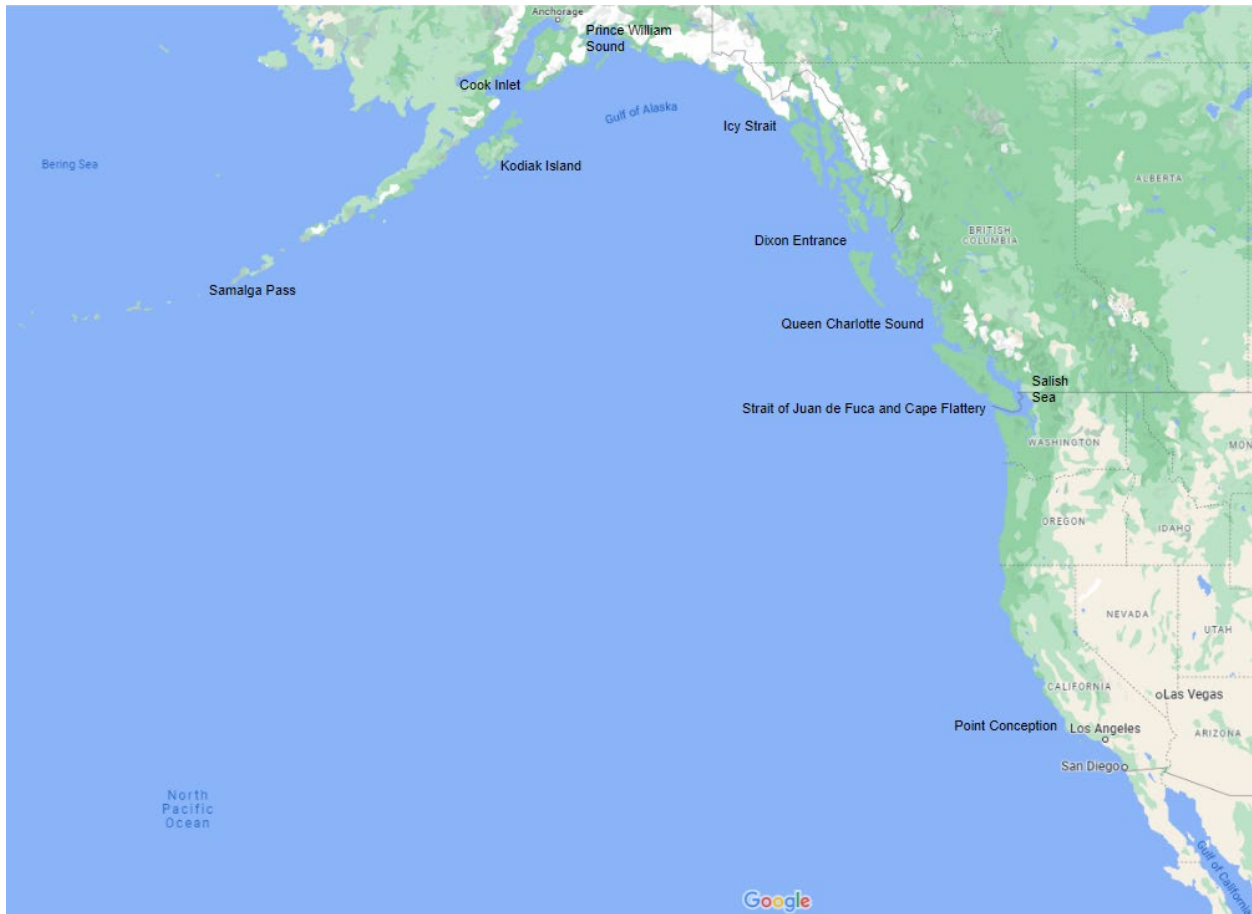 Anchorage
Prince William
Sound
Cook Inlet
Gulf of Alaska
Icy Strait
Bering Sea
Kodiak Island
ALBERTA
BRITISH
COLUMBIA
Dixon Entrance
Samalga Pass
Queen Charlotte Sound
Salish
Sea
Strait of Juan de Fuca and Cape Flattery
WASHINGTON
MON
OREGON
IDAHO
NEVADA
UTAH
CALIFORNIA
Las Vegas
Point Conception
Los Angeles
ARIZONA
San Diego
North
Pacific
Ocean
Gulf of California
Google